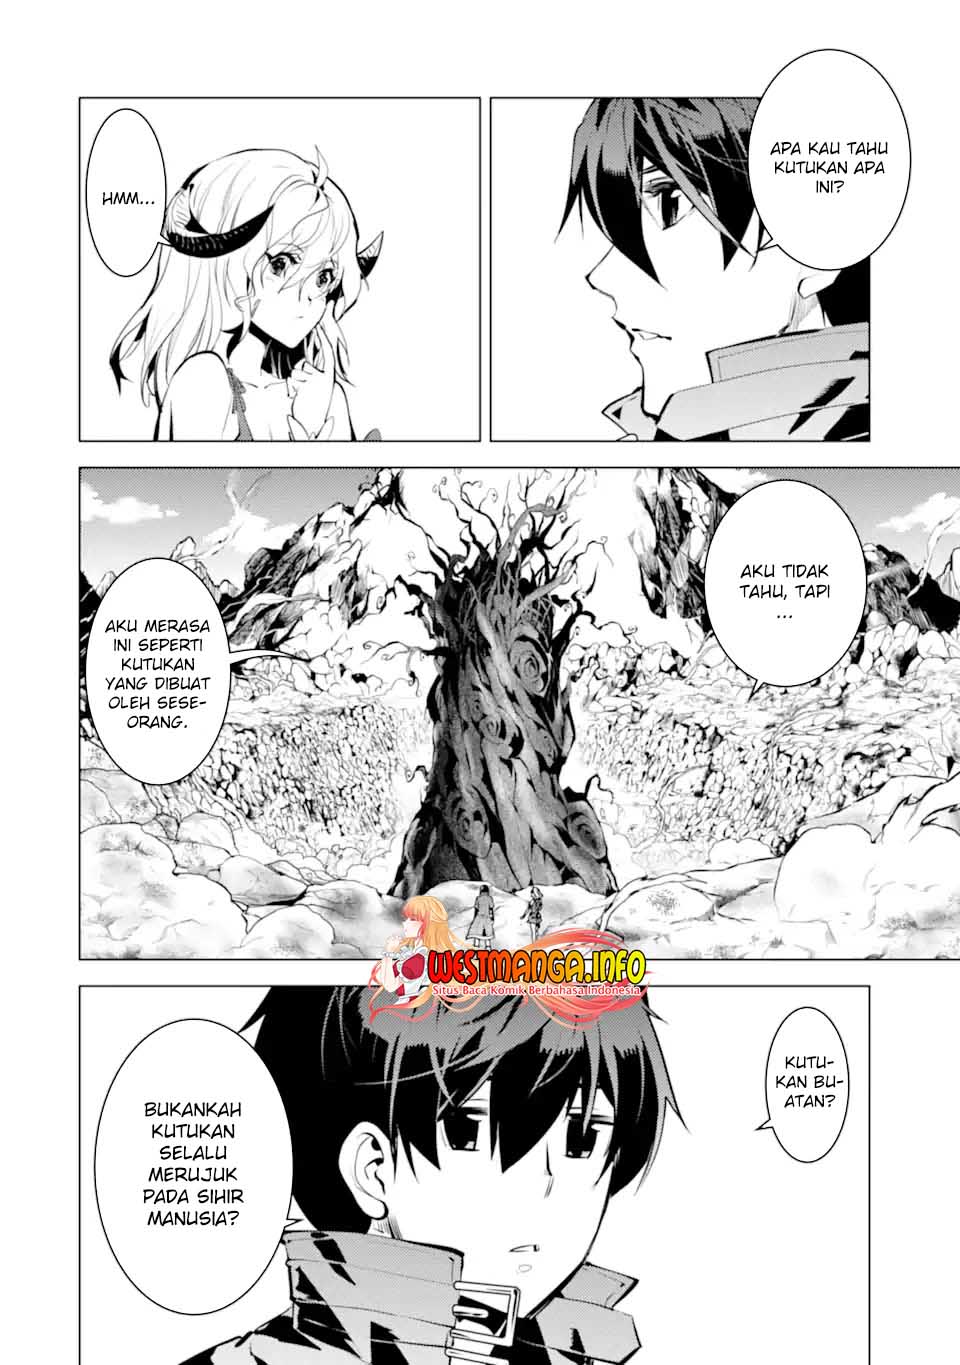 APA KAU TAHU
KUTUKAN APA
INI?
HMM...
AKU TIDAK
TAHU, TAPI
...
AKU MERASA
INI SEPERTI
KUTUKAN
YANG DIBUAT
OLEH SESE-
ORANG.
WESTMANGA.INFO
Situs Baca Komik Berbahasa Indonesia
KUTU-
KAN BU-
ATAN?
BUKANKAH
KUTUKAN
SELALU
MERUJUK
PADA SIHIR
MANUSIA?